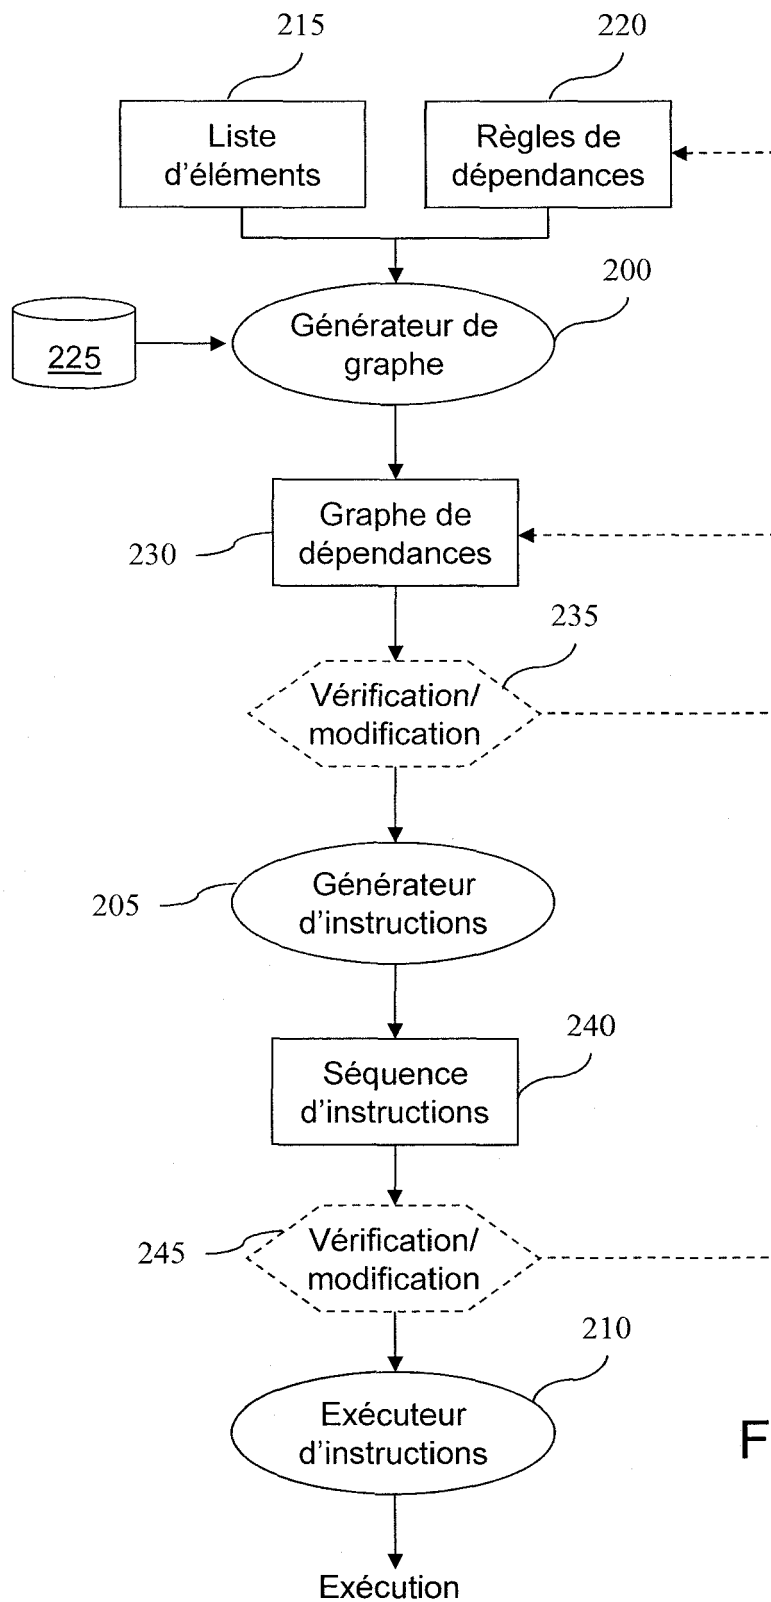 215
220
Liste
d'éléments
Règles de
dépendances
200
Générateur de
graphe
225
Graphe de
dépendances
230
235
Vérification/
modification
Générateur
d'instructions
205
240
Séquence
d'instructions
245
Vérification/
modification
210
Exécuteur
d'instructions
F
Exécution